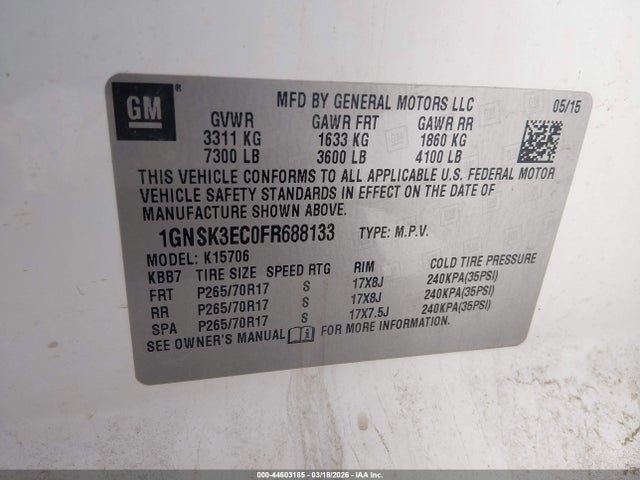 GM ®
MFD BY GENERAL MOTORS LLC 05/15
GVWR GAWR FRT GAWR RR
3311 KG 1633 KG 1860 KG
7300 LB 3600 LB 4100 LB
THIS VEHICLE CONFORMS TO ALL APPLICABLE U.S. FEDERAL MOTOR
VEHICLE SAFETY STANDARDS IN EFFECT ON THE DATE OF
MANUFACTURE SHOWN ABOVE.
1GNSK3EC0FR688133 TYPE: M.P.V.
MODEL: K15706
KBB7 TIRE SIZE SPEED RTG RIM COLD TIRE PRESSURE
FRT P265/70R17 S 17X8J 240KPA(35PSI)
RR P265/70R17 S 17X8J 240KPA(35PSI)
SPA P265/70R17 S 17X7.5J 240KPA(35PSI)
SEE OWNER'S MANUAL i FOR MORE INFORMATION.
000-44603185 - 03/18/2026 - IAAI.com